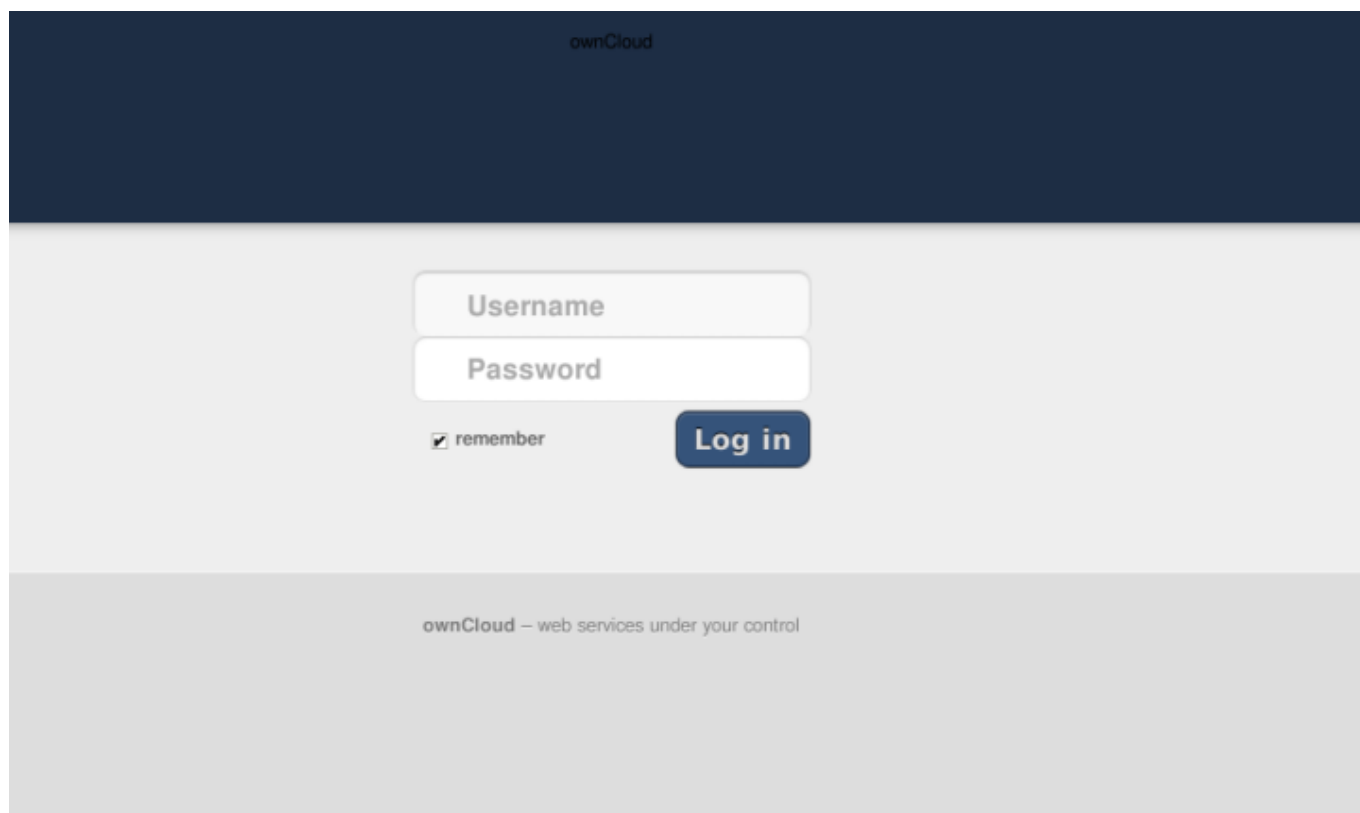 ownCloud
Username
Password
remember
Log in
ownCloud – web services under your control